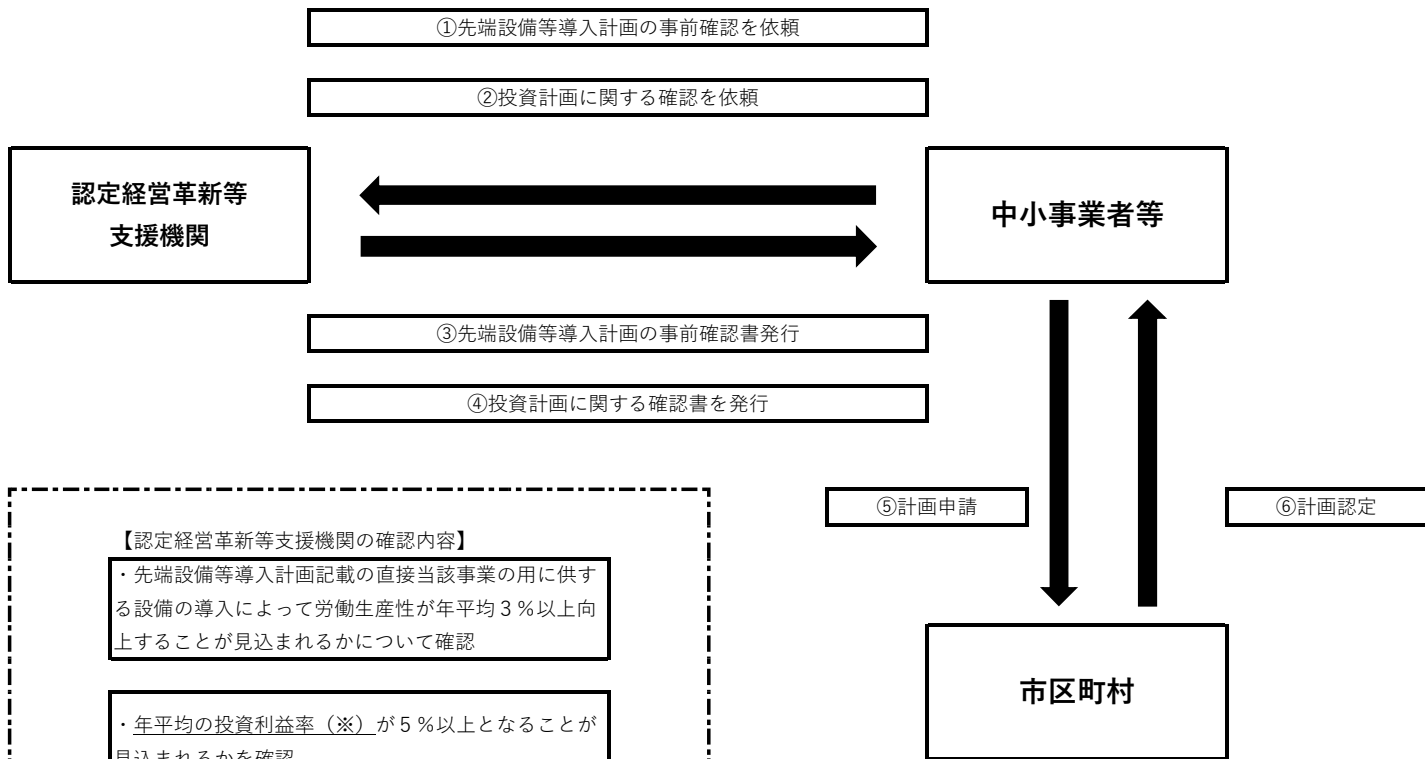 ①先端設備等導入計画の事前確認を依頼
②投資計画に関する確認を依頼
認定経営革新等
支援機関
中小事業者等
③先端設備等導入計画の事前確認書発行
④投資計画に関する確認書を発行
⑤計画申請
⑥計画認定
【認定経営革新等支援機関の確認内容】
・先端設備等導入計画記載の直接当該事業の用に供す
る設備の導入によって労働生産性が年平均３%以上向
上することが見込まれるかについて確認
市区町村
・年平均の投資利益率（※）が５%以上となることが
見込まれるかを確認